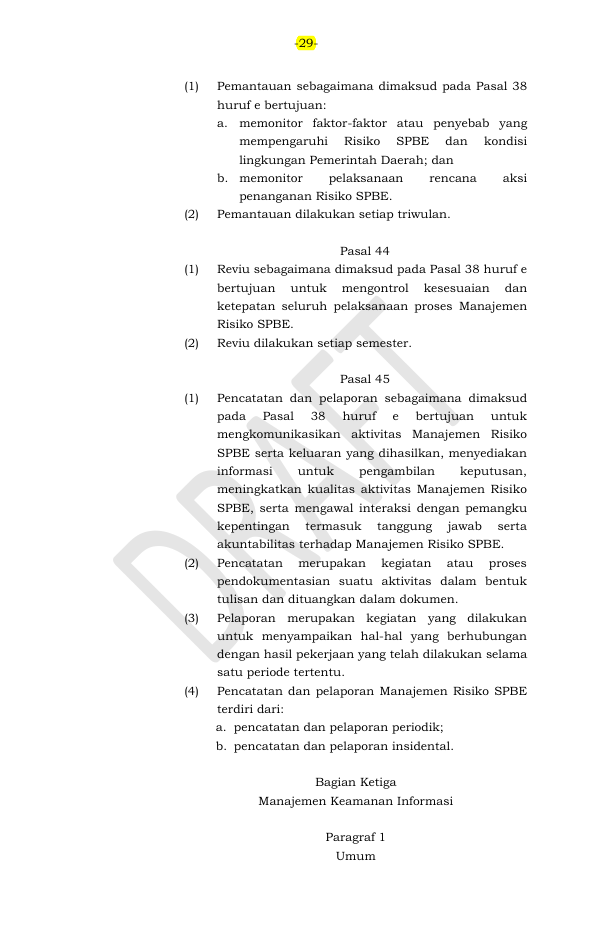 -29-
(1) Pemantauan sebagaimana dimaksud pada Pasal 38
huruf e bertujuan:
a. memonitor faktor-faktor atau penyebab yang
mempengaruhi Risiko SPBE dan kondisi
lingkungan Pemerintah Daerah; dan
b. memonitor pelaksanaan rencana aksi
penanganan Risiko SPBE.
(2) Pemantauan dilakukan setiap triwulan.
Pasal 44
(1) Reviu sebagaimana dimaksud pada Pasal 38 huruf e
bertujuan untuk mengontrol kesesuaian dan
ketepatan seluruh pelaksanaan proses Manajemen
Risiko SPBE.
(2) Reviu dilakukan setiap semester.
Pasal 45
(1) Pencatatan dan pelaporan sebagaimana dimaksud
pada Pasal 38 huruf e bertujuan untuk
mengkomunikasikan aktivitas Manajemen Risiko
SPBE serta keluaran yang dihasilkan, menyediakan
informasi untuk pengambilan keputusan,
meningkatkan kualitas aktivitas Manajemen Risiko
SPBE, serta mengawal interaksi dengan pemangku
kepentingan termasuk tanggung jawab serta
akuntabilitas terhadap Manajemen Risiko SPBE.
(2) Pencatatan merupakan kegiatan atau proses
pendokumentasian suatu aktivitas dalam bentuk
tulisan dan dituangkan dalam dokumen.
(3) Pelaporan merupakan kegiatan yang dilakukan
untuk menyampaikan hal-hal yang berhubungan
dengan hasil pekerjaan yang telah dilakukan selama
satu periode tertentu.
(4) Pencatatan dan pelaporan Manajemen Risiko SPBE
terdiri dari:
a. pencatatan dan pelaporan periodik;
b. pencatatan dan pelaporan insidental.
Bagian Ketiga
Manajemen Keamanan Informasi
Paragraf 1
Umum
DRAFT